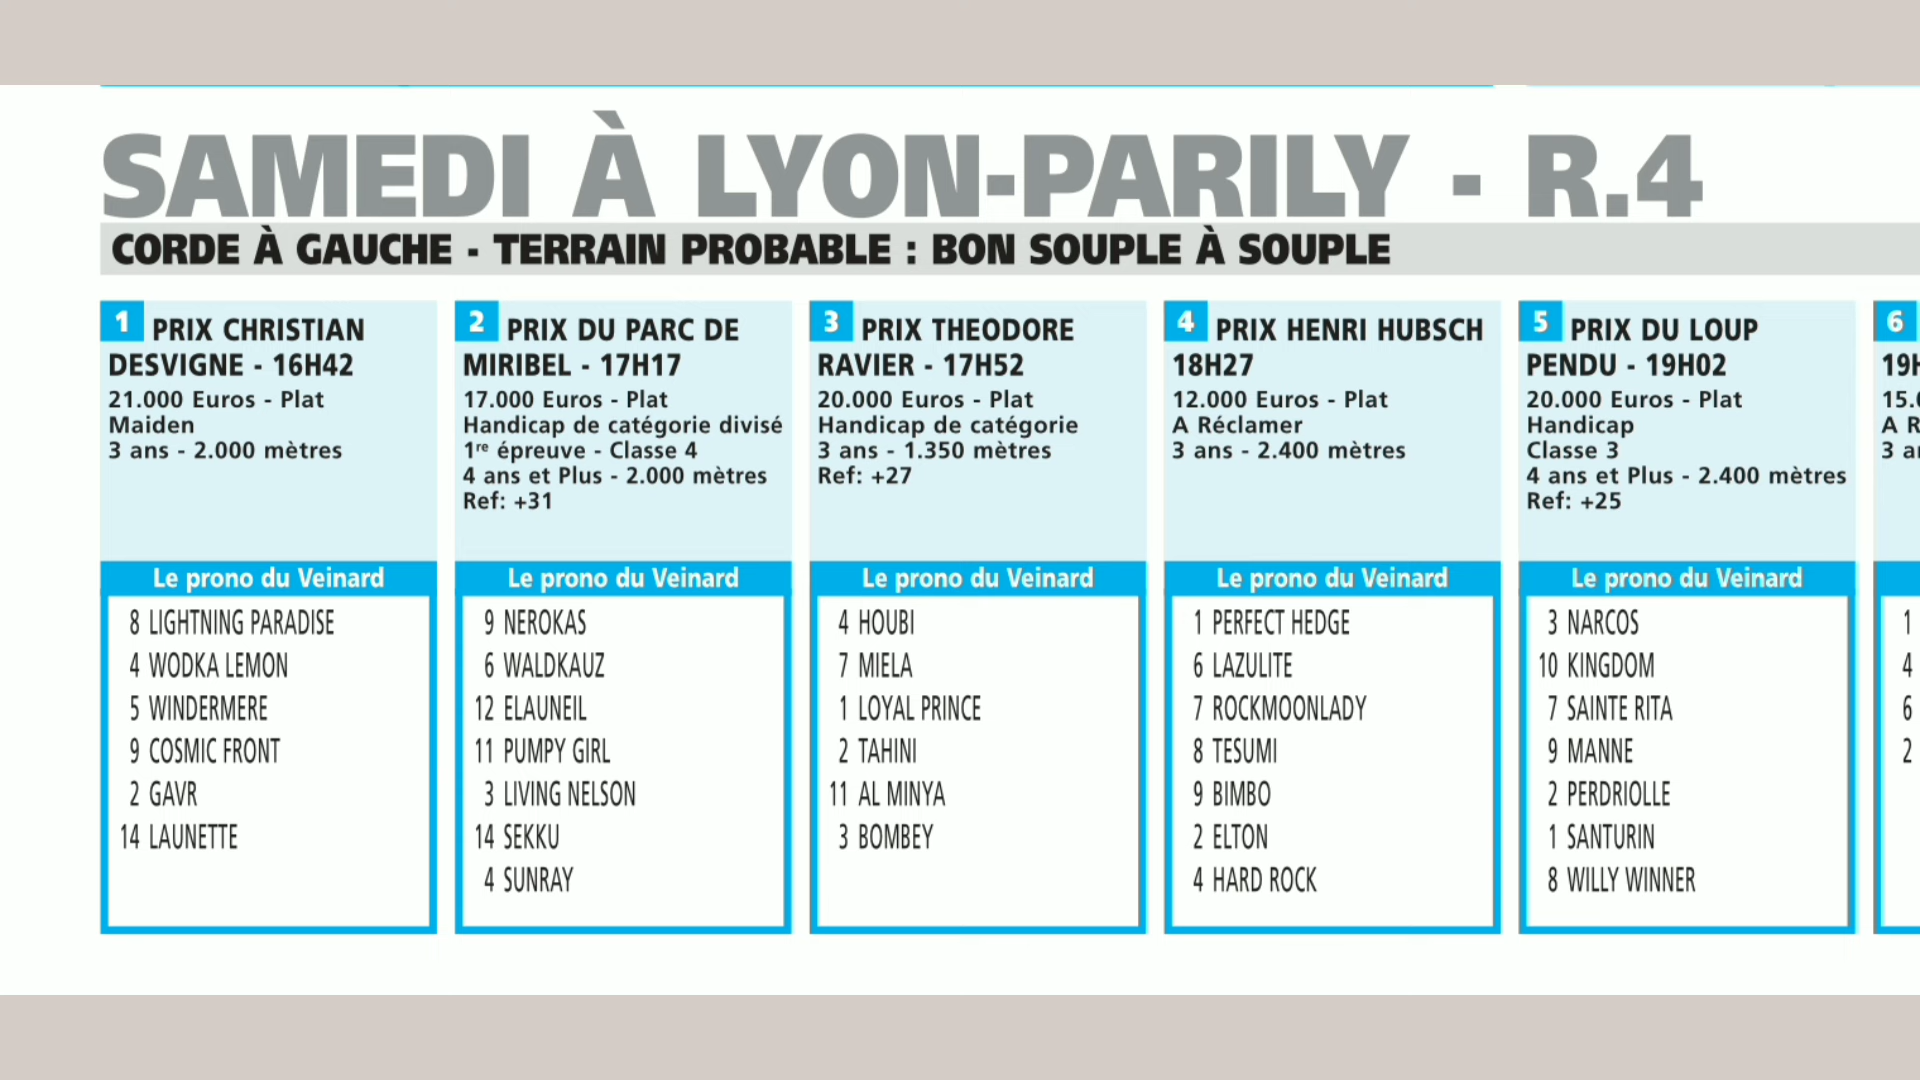 SAMEDI À LYON-PARILY - R.4
CORDE À GAUCHE - TERRAIN PROBABLE : BON SOUPLE À SOUPLE
1 PRIX CHRISTIAN
DESVIGNE - 16H42
21.000 Euros - Plat
Maiden
3 ans - 2.000 mètres
Le prono du Veinard
8 LIGHTNING PARADISE
4 WODKA LEMON
5 WINDERMERE
9 COSMIC FRONT
2 GAVR
14 LAUNETTE
2 PRIX DU PARC DE
MIRIBEL - 17H17
17.000 Euros - Plat
Handicap de catégorie divisé
1re épreuve - Classe 4
4 ans et Plus - 2.000 mètres
Ref: +31
Le prono du Veinard
9 NEROKAS
6 WALDKAUZ
12 ELAUNEIL
11 PUMPY GIRL
3 LIVING NELSON
14 SEKKU
4 SUNRAY
3 PRIX THEODORE
RAVIER - 17H52
20.000 Euros - Plat
Handicap de catégorie
3 ans - 1.350 mètres
Ref: +27
Le prono du Veinard
4 HOUBI
7 MIELA
1 LOYAL PRINCE
2 TAHINI
11 AL MINYA
3 BOMBEY
4 PRIX HENRI HUBSCH
18H27
12.000 Euros - Plat
A Réclamer
3 ans - 2.400 mètres
Le prono du Veinard
1 PERFECT HEDGE
6 LAZULITE
7 ROCKMOONLADY
8 TESUMI
9 BIMBO
2 ELTON
4 HARD ROCK
5 PRIX DU LOUP
PENDU - 19H02
20.000 Euros - Plat
Handicap
Classe 3
4 ans et Plus - 2.400 mètres
Ref: +25
Le prono du Veinard
3 NARCOS
10 KINGDOM
7 SAINTE RITA
9 MANNE
2 PERDRIOLLE
1 SANTURIN
8 WILLY WINNER
6
19H
15.
A R
3 a
1
4
6
2